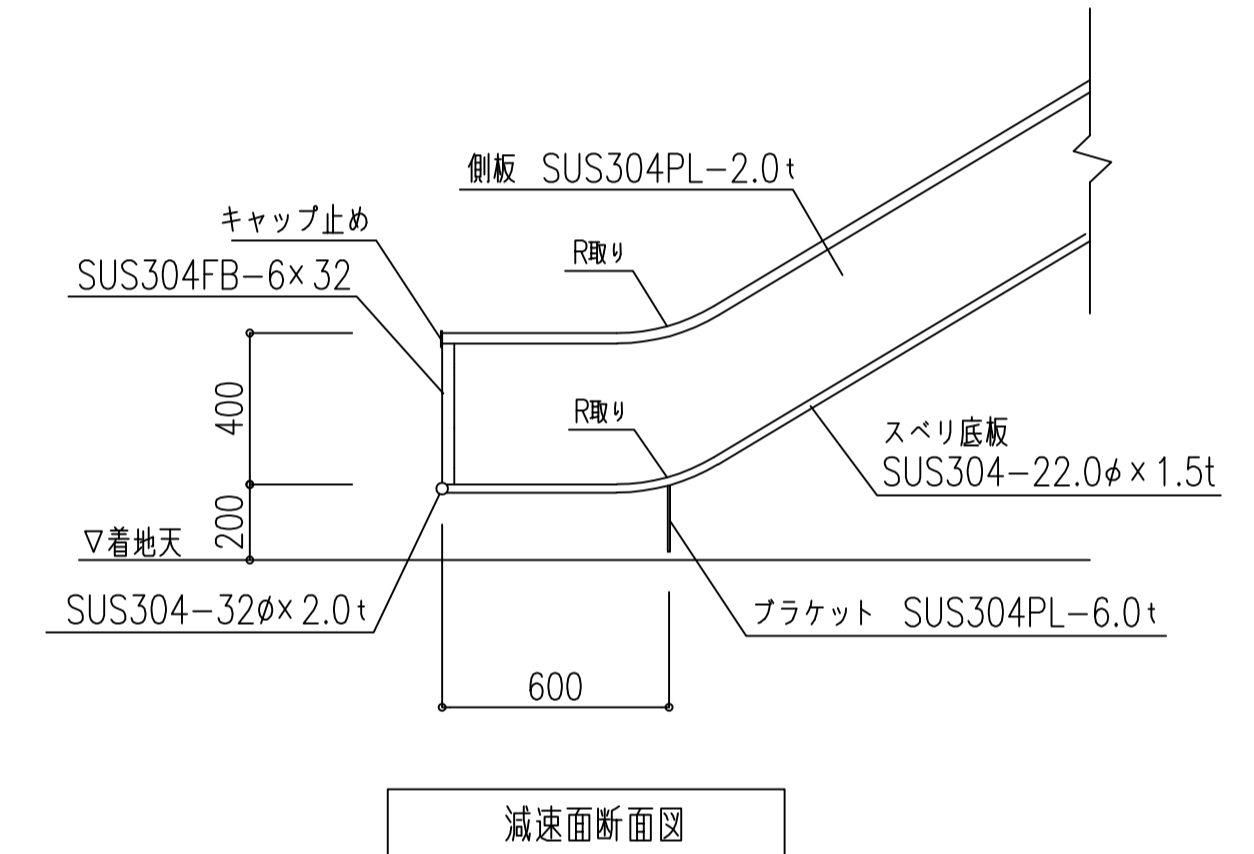 側板 SUS304PL-2.0t
キャップ止め
R取り
SUS304FB-6×32
400
R取り
スベリ底板
SUS304-22.0φ×1.5t
200
▽着地天
SUS304-32φ×2.0t
ブラケット SUS304PL-6.0t
600
減速面断面図